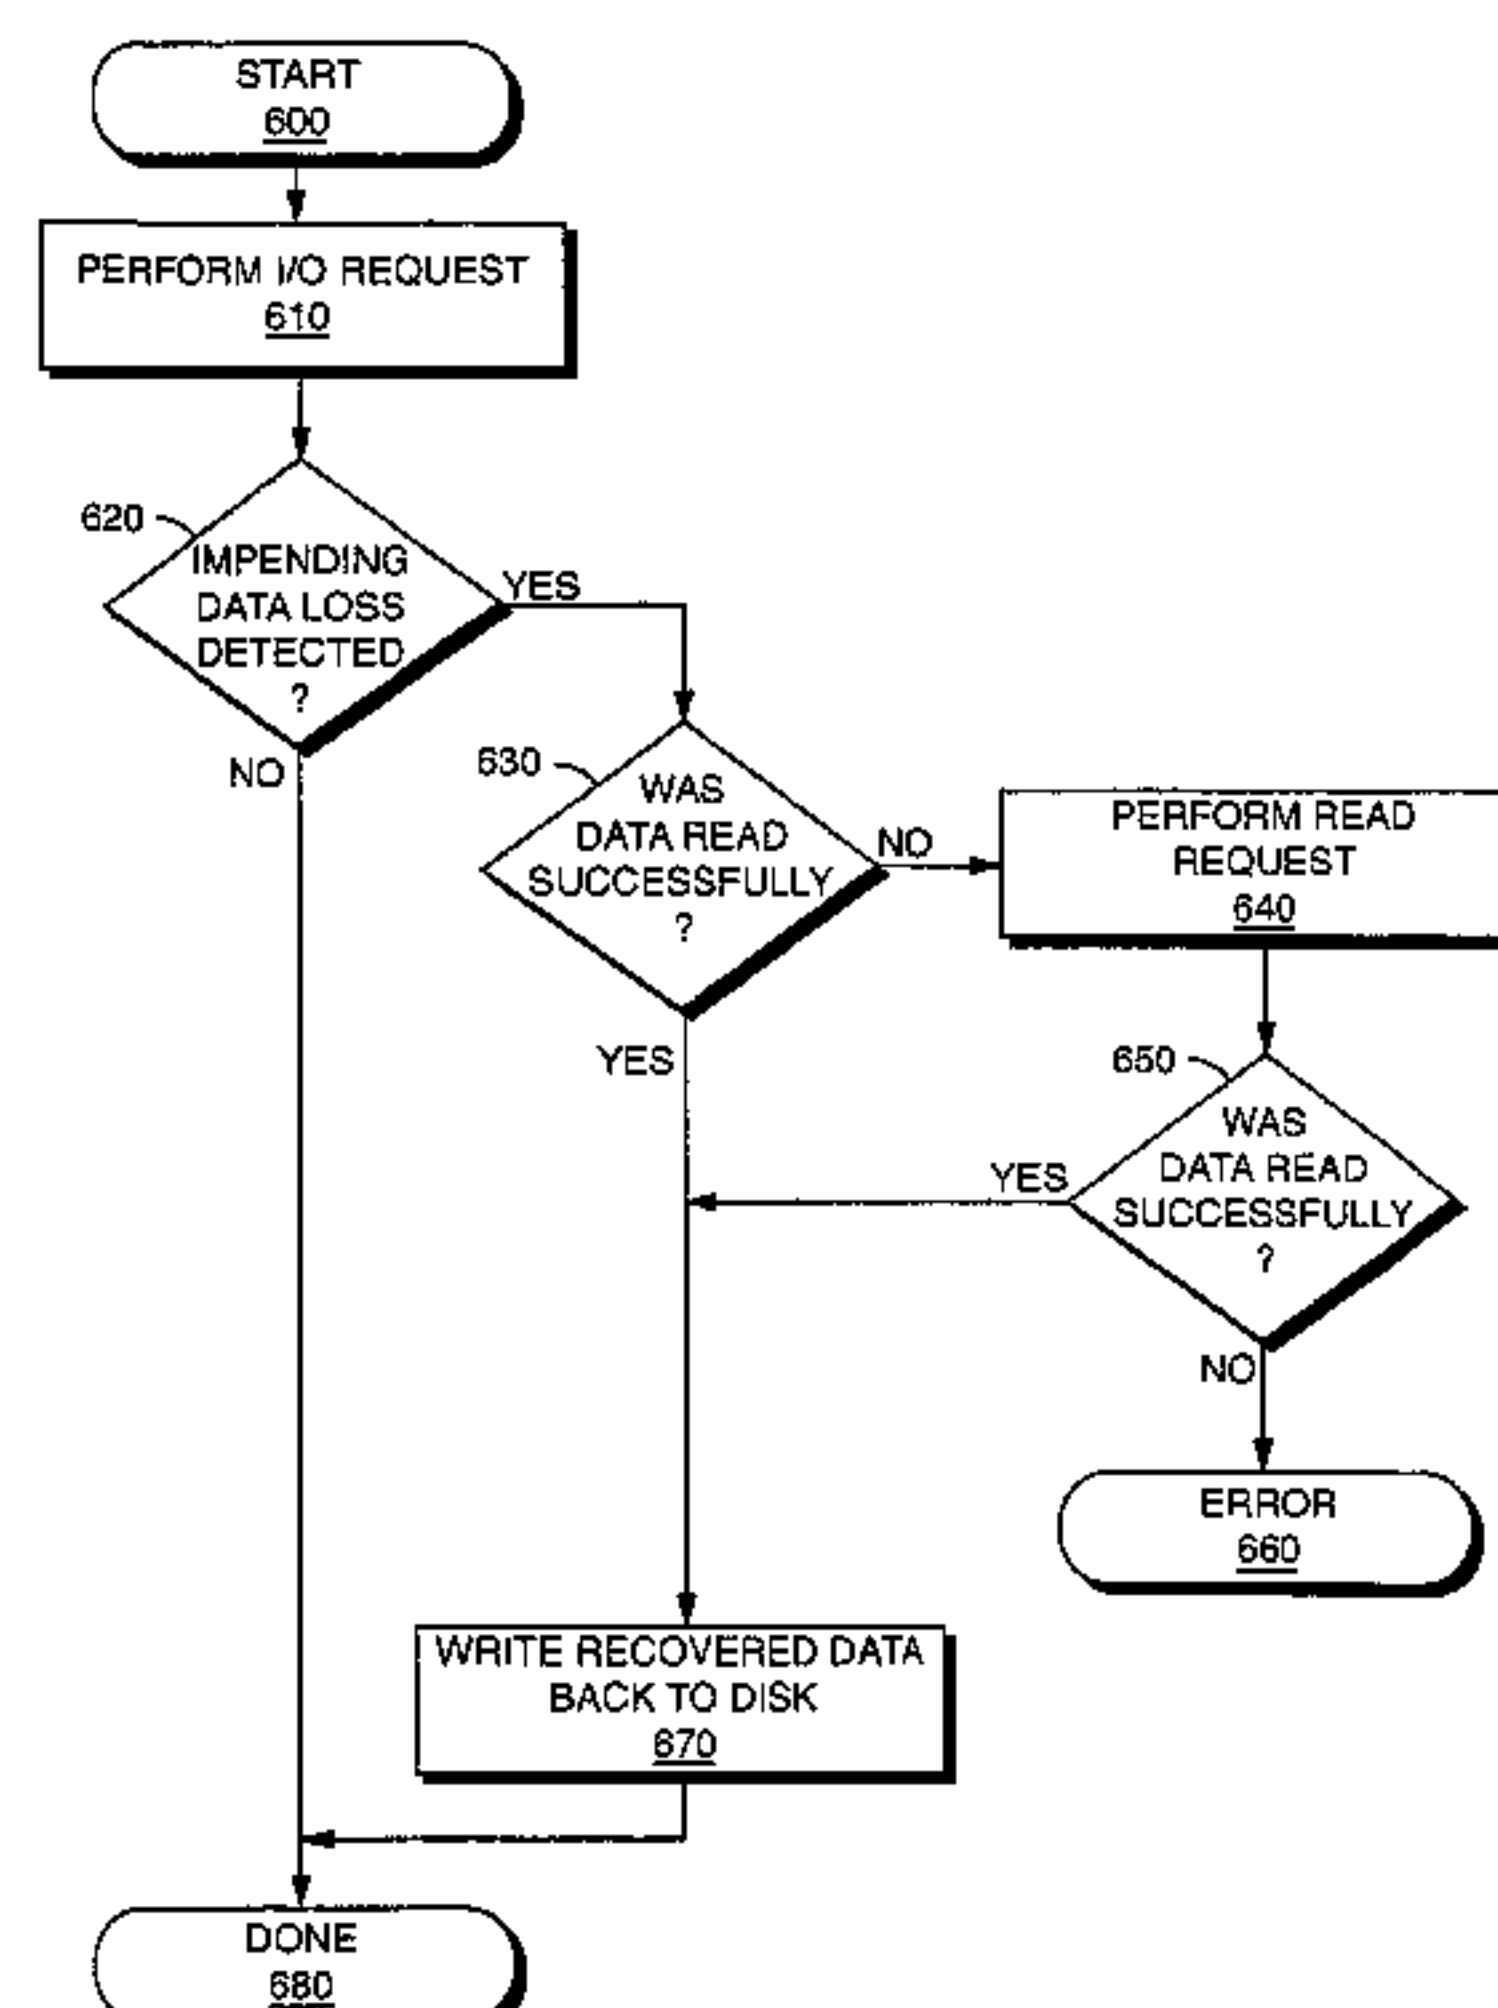 START
600
PERFORM I/O REQUEST
610
620
IMPENDING
DATA LOSS
DETECTED
?
YES
NO
630
WAS
DATA READ
SUCCESSFULLY
?
NO
YES
PERFORM READ
REQUEST
640
650
WAS
DATA READ
SUCCESSFULLY
?
YES
NO
ERROR
660
WRITE RECOVERED DATA
BACK TO DISK
670
DONE
680